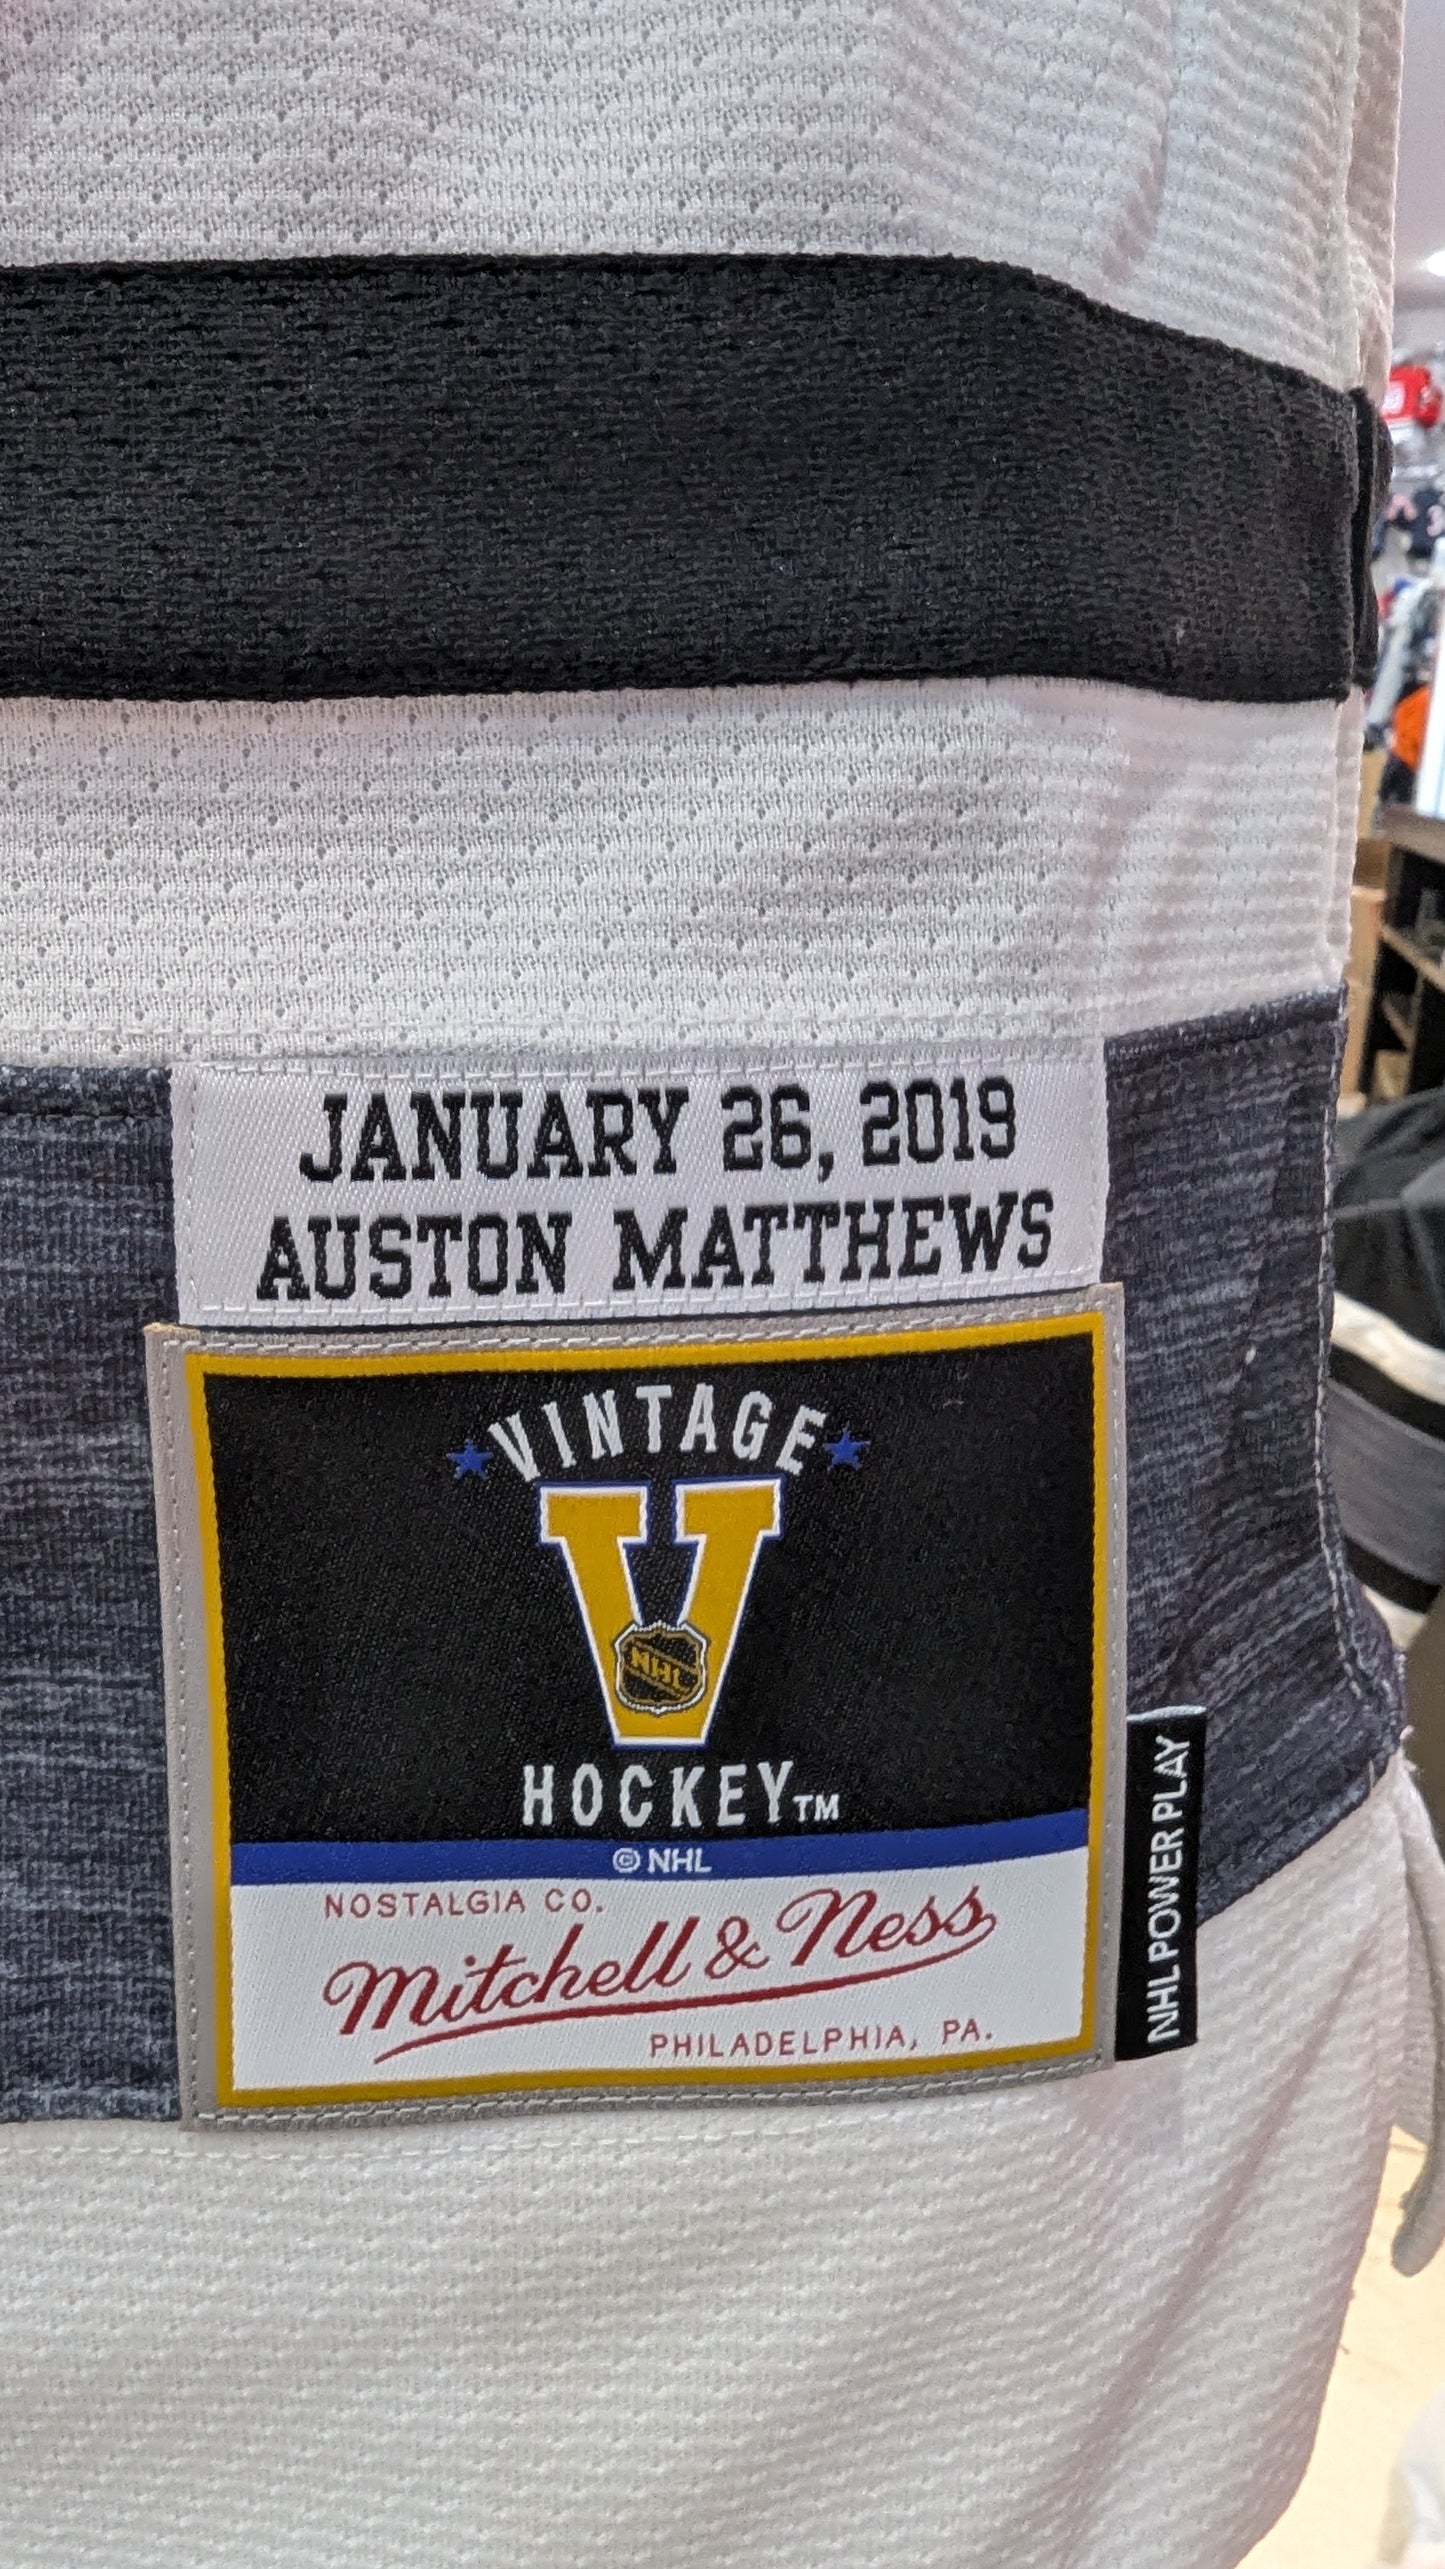 JANUARY 26, 2019
AUSTON MATTHEWS
VINTAGE
V
NHL
HOCKEY™
© NHL
NOSTALGIA CO.
Mitchell & Ness
PHILADELPHIA, PA.
NHL POWER PLAY